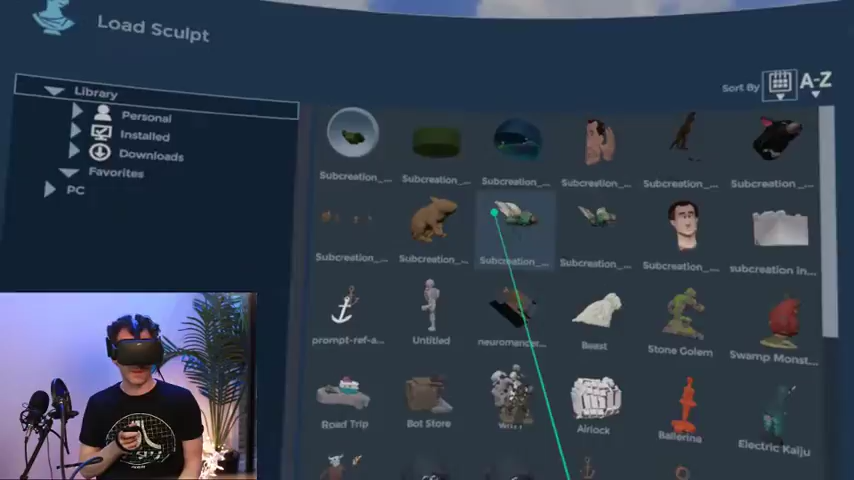 Load Sculpt
Sort By A-Z
Library
Personal
Installed
Downloads
Favorites
PC
Subcreation_... Subcreation_... Subcreation_... Subcreation_... Subcreation_... Subcreation_...
Subcreation_... Subcreation_... Subcreation_... Subcreation_... Subcreation_... subcreation in...
prompt-ref-a... Untitled neuromancer... Beast Stone Golem Swamp Monst...
Road Trip Bot Store Airlock Ballerina Electric Kaiju